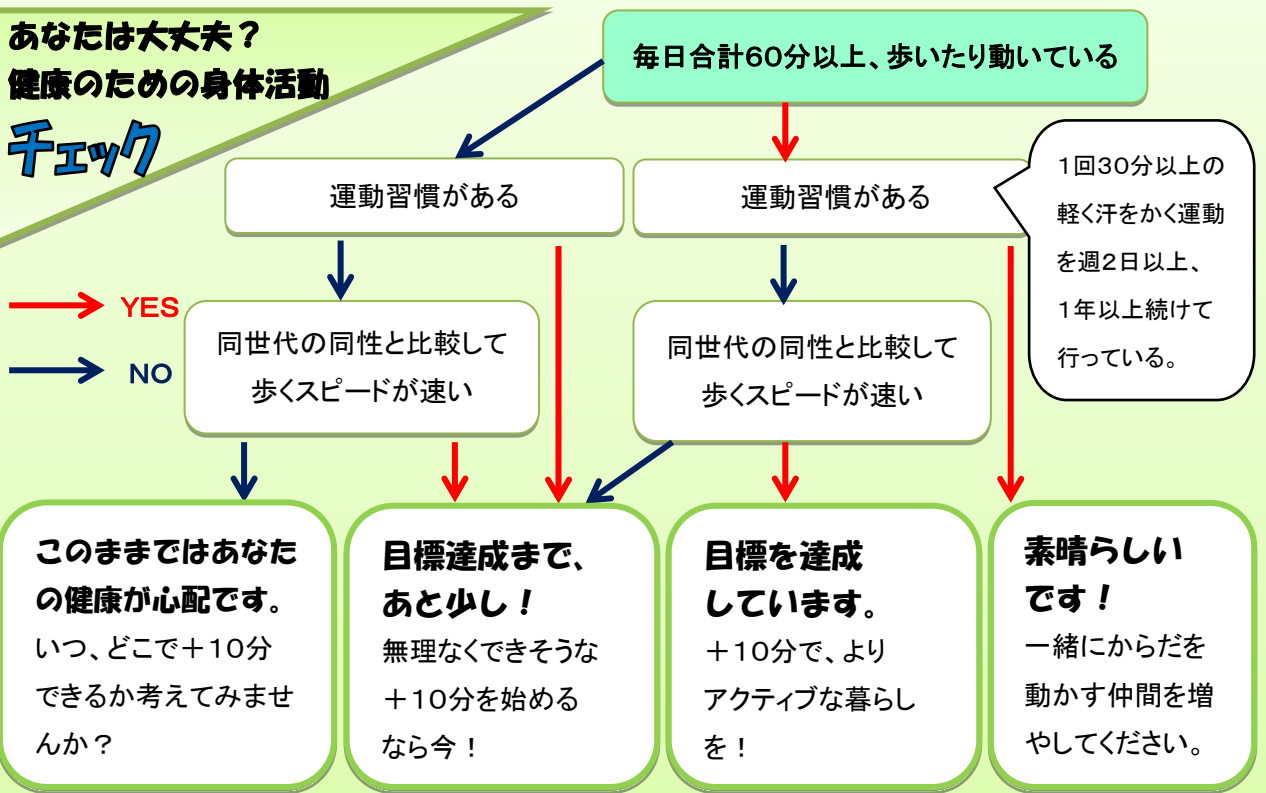 あなたは大丈夫？
健康のための身体活動
チェック
毎日合計60分以上、歩いたり動いている
運動習慣がある
運動習慣がある
1回30分以上の
軽く汗をかく運動
を週2日以上、
1年以上続けて
行っている。
YES
NO
同世代の同性と比較して
歩くスピードが速い
同世代の同性と比較して
歩くスピードが速い
このままではあなた
の健康が心配です。
いつ、どこで＋10分
できるか考えてみませ
んか？
目標達成まで、
あと少し！
無理なくできそうな
＋10分を始める
なら今！
目標を達成
しています。
＋10分で、より
アクティブな暮らし
を！
素晴らしい
です！
一緒にからだを
動かす仲間を増
やしてください。